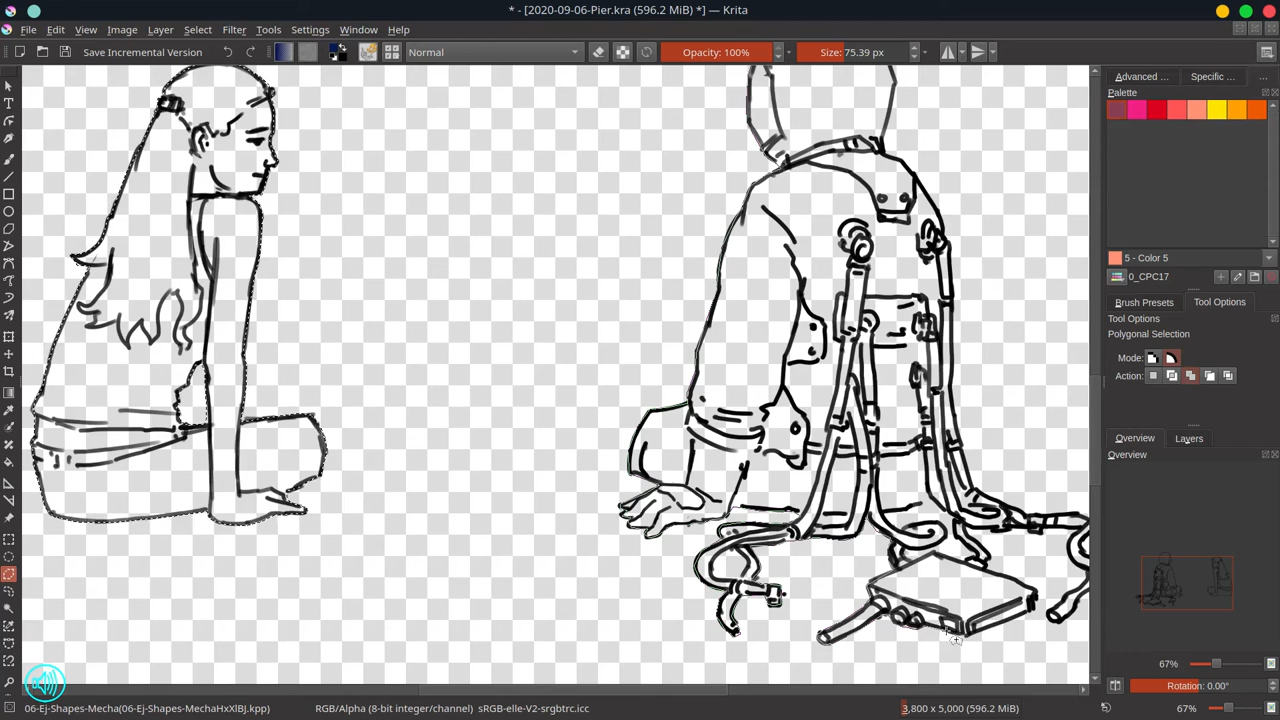 * - [2020-09-06-Pier.kra (596.2 MiB) *] — Krita
File Edit View Image Layer Select Filter Tools Settings Window Help
Save Incremental Version Normal Opacity: 100% Size: 75.39 px
Advanced ... Specific ... ...
Palette
5 - Color 5
0_CPC17
Brush Presets Tool Options
Tool Options
Polygonal Selection
Mode:
Action:
Overview Layers
Overview
67%
Rotation: 0.00°
06-Ej-Shapes-Mecha(06-Ej-Shapes-MechaHxXlBJ.kpp) RGB/Alpha (8-bit integer/channel) sRGB-elle-V2-srgbtrc.icc 3,800 x 5,000 (596.2 MiB) 67%